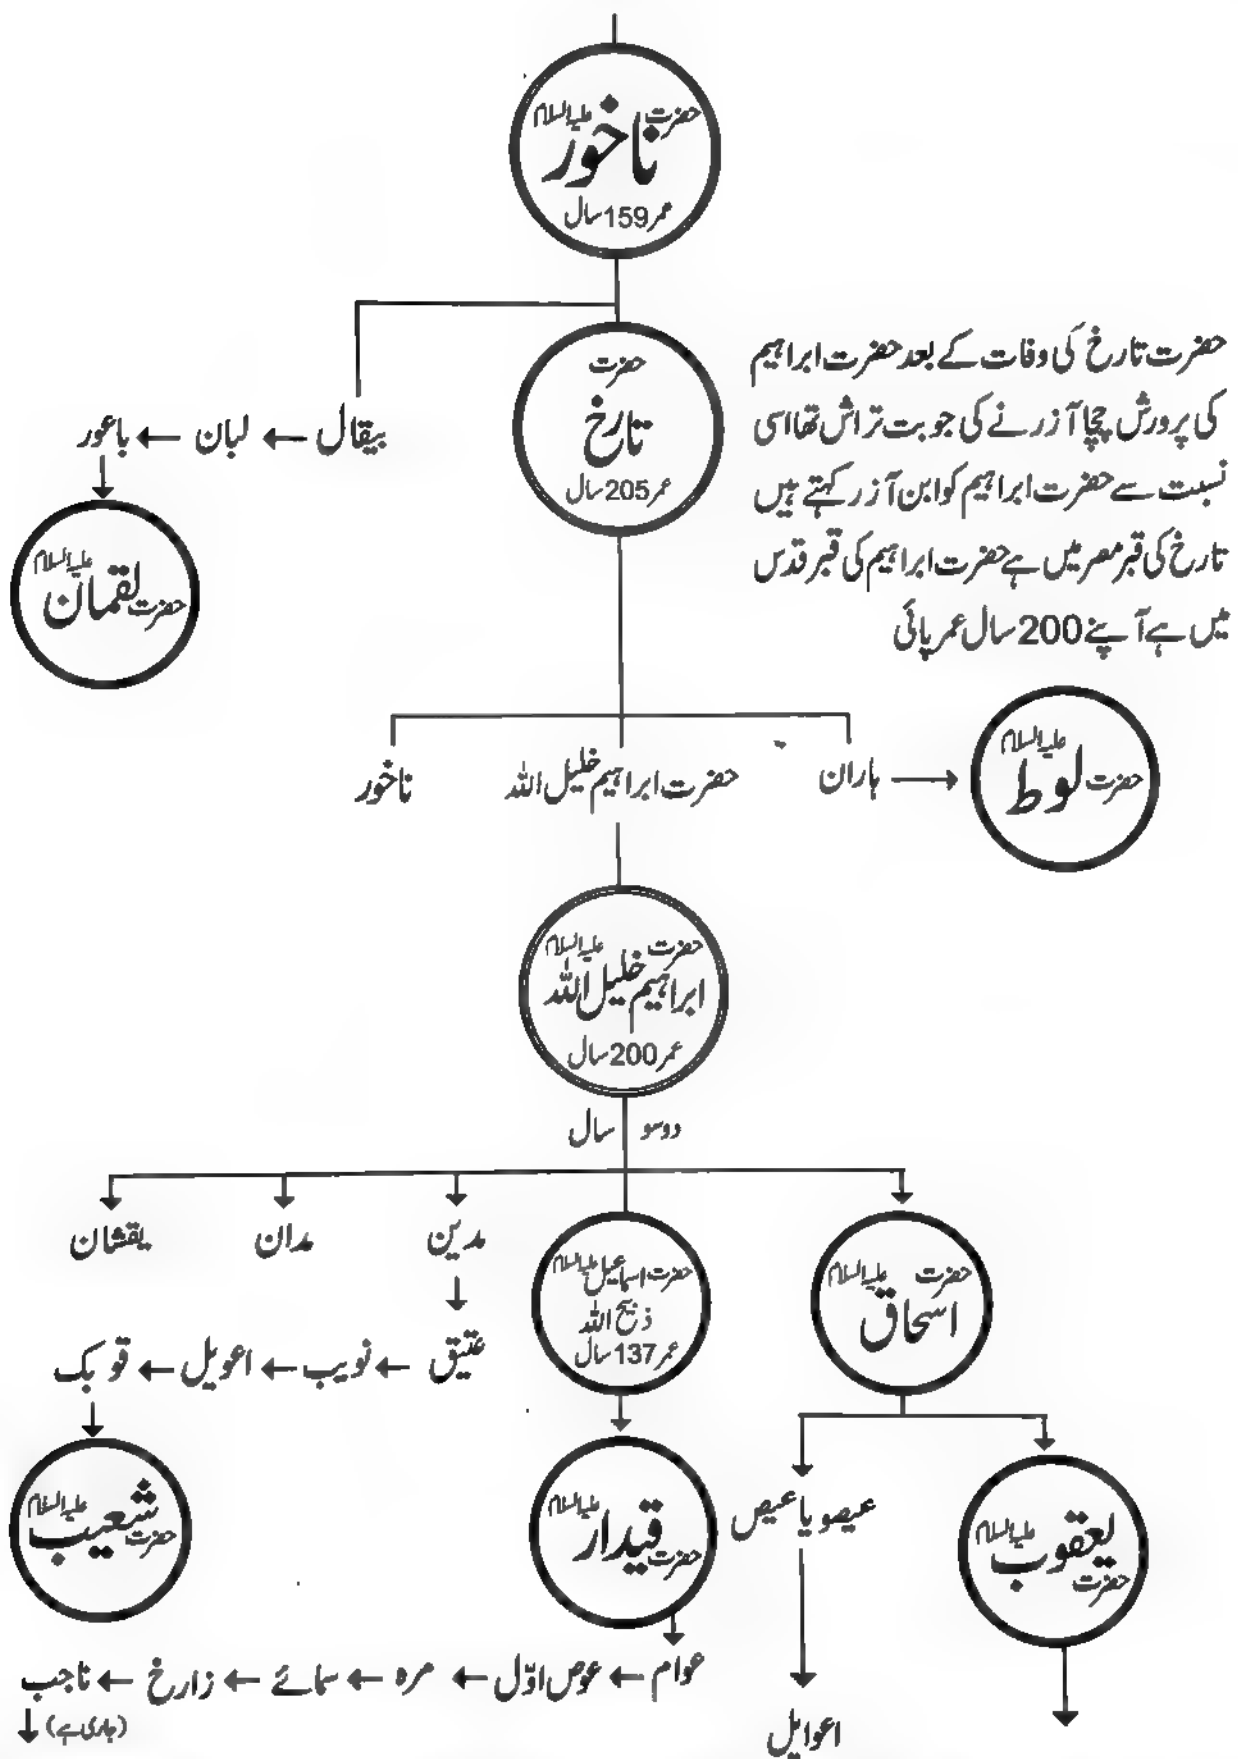 حضرت ناخور علیہ السلام
عمر 159 سال
حضرت
تارخ
عمر 205 سال
حضرت تارخ کی وفات کے بعد حضرت ابراہیم
کی پرورش چچا آزر نے کی جو بت تراش تھا اسی
نسبت سے حضرت ابراہیم کو ابن آزر کہتے ہیں
تارخ کی قبر مصر میں ہے حضرت ابراہیم کی قبر قدس
میں ہے آپنے 200 سال عمر پائی
بیقال ← لبان ← باعور
↓
حضرت لقمان علیہ السلام
ہاران → حضرت لوط علیہ السلام
حضرت ابراہیم خلیل اللہ
ناخور
حضرت ابراہیم خلیل اللہ علیہ السلام
عمر 200 سال
دوسو سال
حضرت اسحاق علیہ السلام
حضرت اسماعیل علیہ السلام
ذبیح اللہ
عمر 137 سال
مدین
مدان
یقشان
عتیق ← نویب ← اعویل ← قوبک
حضرت شعیب علیہ السلام
حضرت قیدار علیہ السلام
عیصو یا عیص
حضرت یعقوب علیہ السلام
عوام ← عوص اوّل ← مرہ ← سمائے ← زارخ ← ناجب
(جاری ہے) ↓
اعوایل